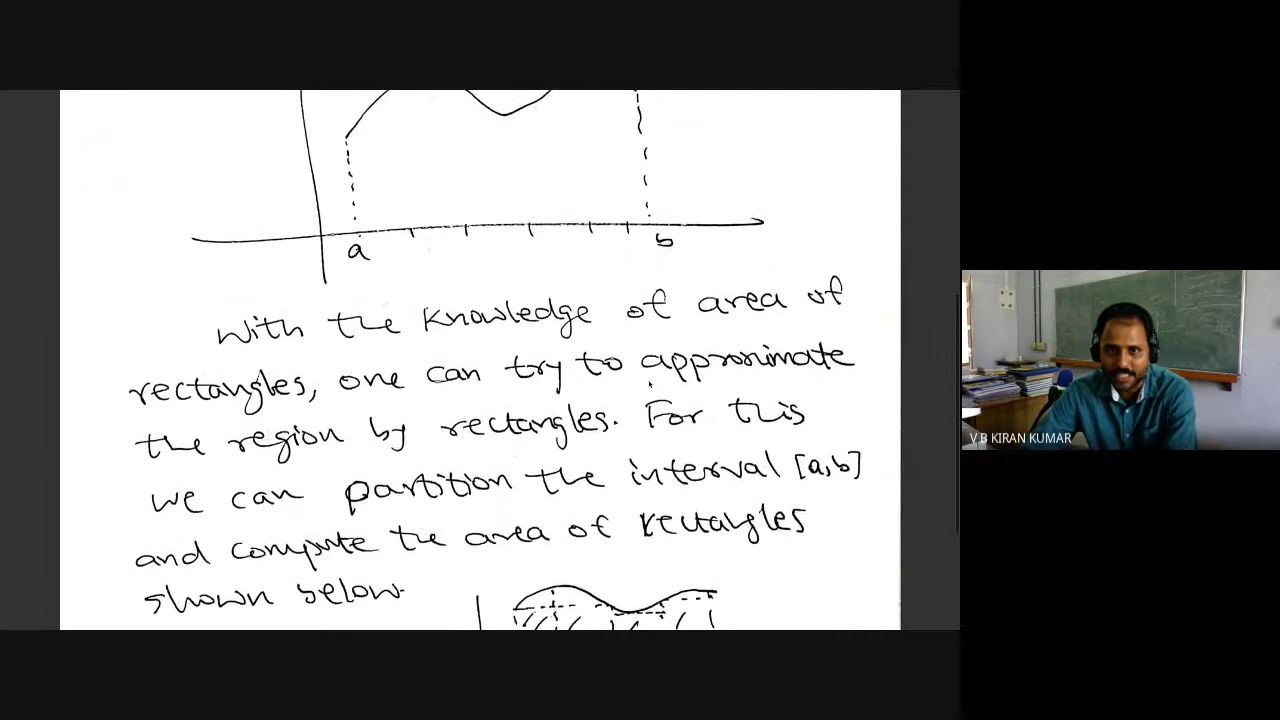 a
b
With the knowledge of area of
rectangles, one can try to approximate
the region by rectangles. For this
we can partition the interval [a,b]
and compute the area of rectangles
shown below.
V B KIRAN KUMAR